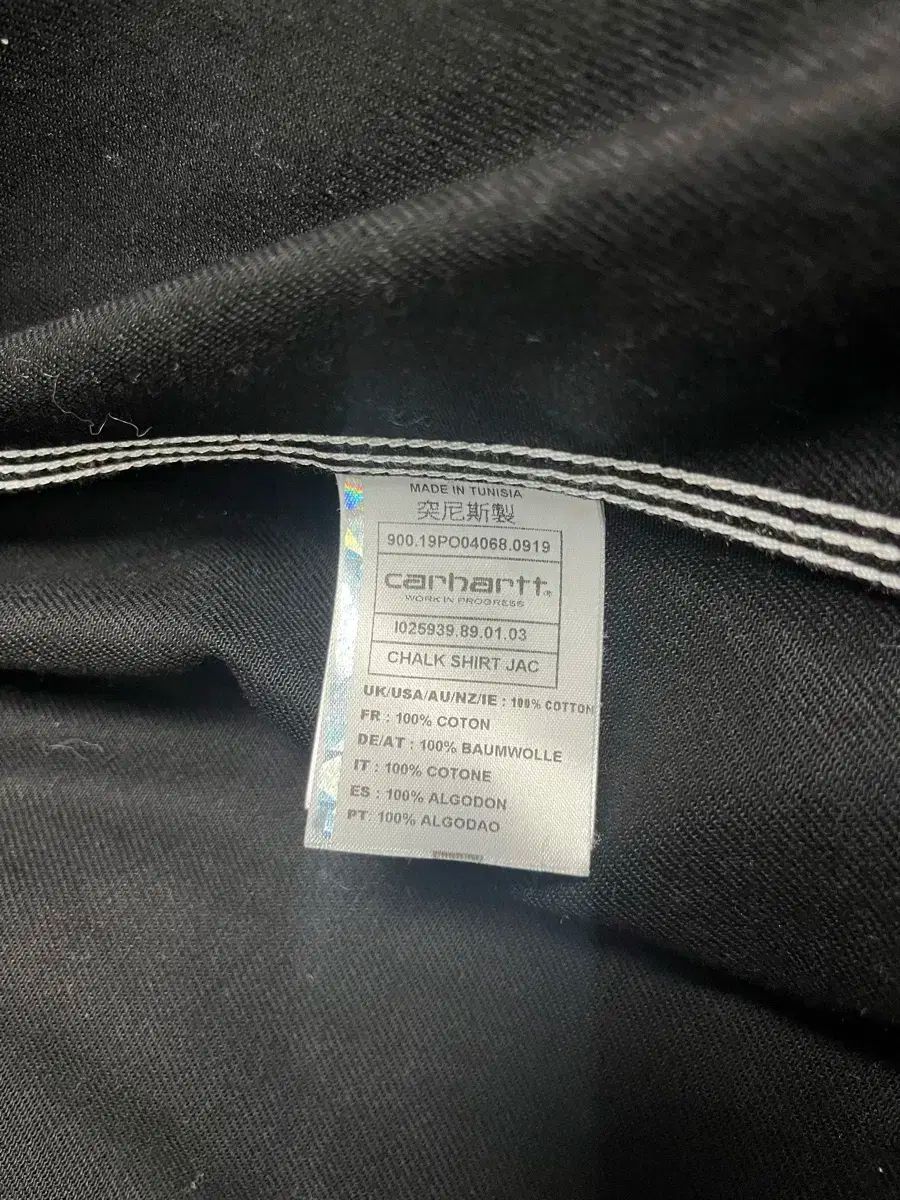 MADE IN TUNISIA
突尼斯製
900.19PO04068.0919
carhartt®
WORK IN PROGRESS
I025939.89.01.03
CHALK SHIRT JAC
UK/USA/AU/NZ/IE : 100% COTTON
FR : 100% COTON
DE/AT : 100% BAUMWOLLE
IT : 100% COTONE
ES : 100% ALGODON
PT: 100% ALGODAO